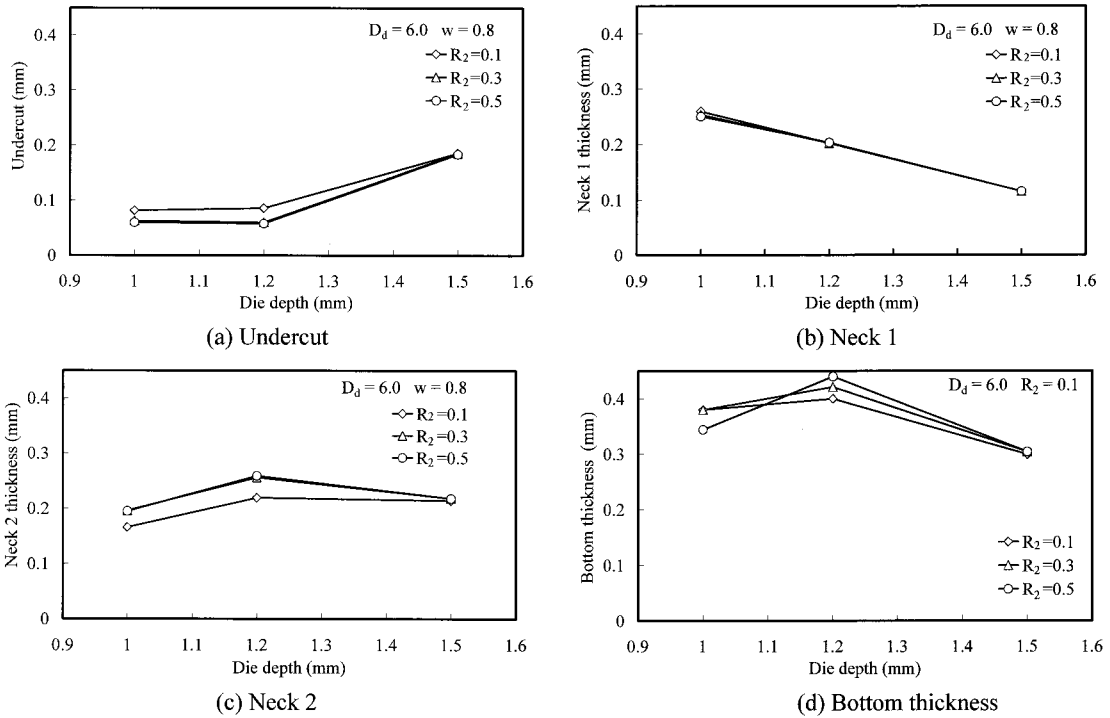 D_d = 6.0 w = 0.8
R_2=0.1
R_2=0.3
R_2=0.5
0.4
0.3
0.2
0.1
0
Undercut (mm)
0.9 1 1.1 1.2 1.3 1.4 1.5 1.6
Die depth (mm)
(a) Undercut
D_d = 6.0 w = 0.8
R_2=0.1
R_2=0.3
R_2=0.5
0.4
0.3
0.2
0.1
0
Neck 1 thickness (mm)
0.9 1 1.1 1.2 1.3 1.4 1.5 1.6
Die depth (mm)
(b) Neck 1
D_d = 6.0 w = 0.8
R_2=0.1
R_2=0.3
R_2=0.5
0.4
0.3
0.2
0.1
0
Neck 2 thickness (mm)
0.9 1 1.1 1.2 1.3 1.4 1.5 1.6
Die depth (mm)
(c) Neck 2
D_d = 6.0 R_2 = 0.1
0.4
0.3
0.2
0.1
0
Bottom thickness (mm)
R_2=0.1
R_2=0.3
R_2=0.5
0.9 1 1.1 1.2 1.3 1.4 1.5 1.6
Die depth (mm)
(d) Bottom thickness